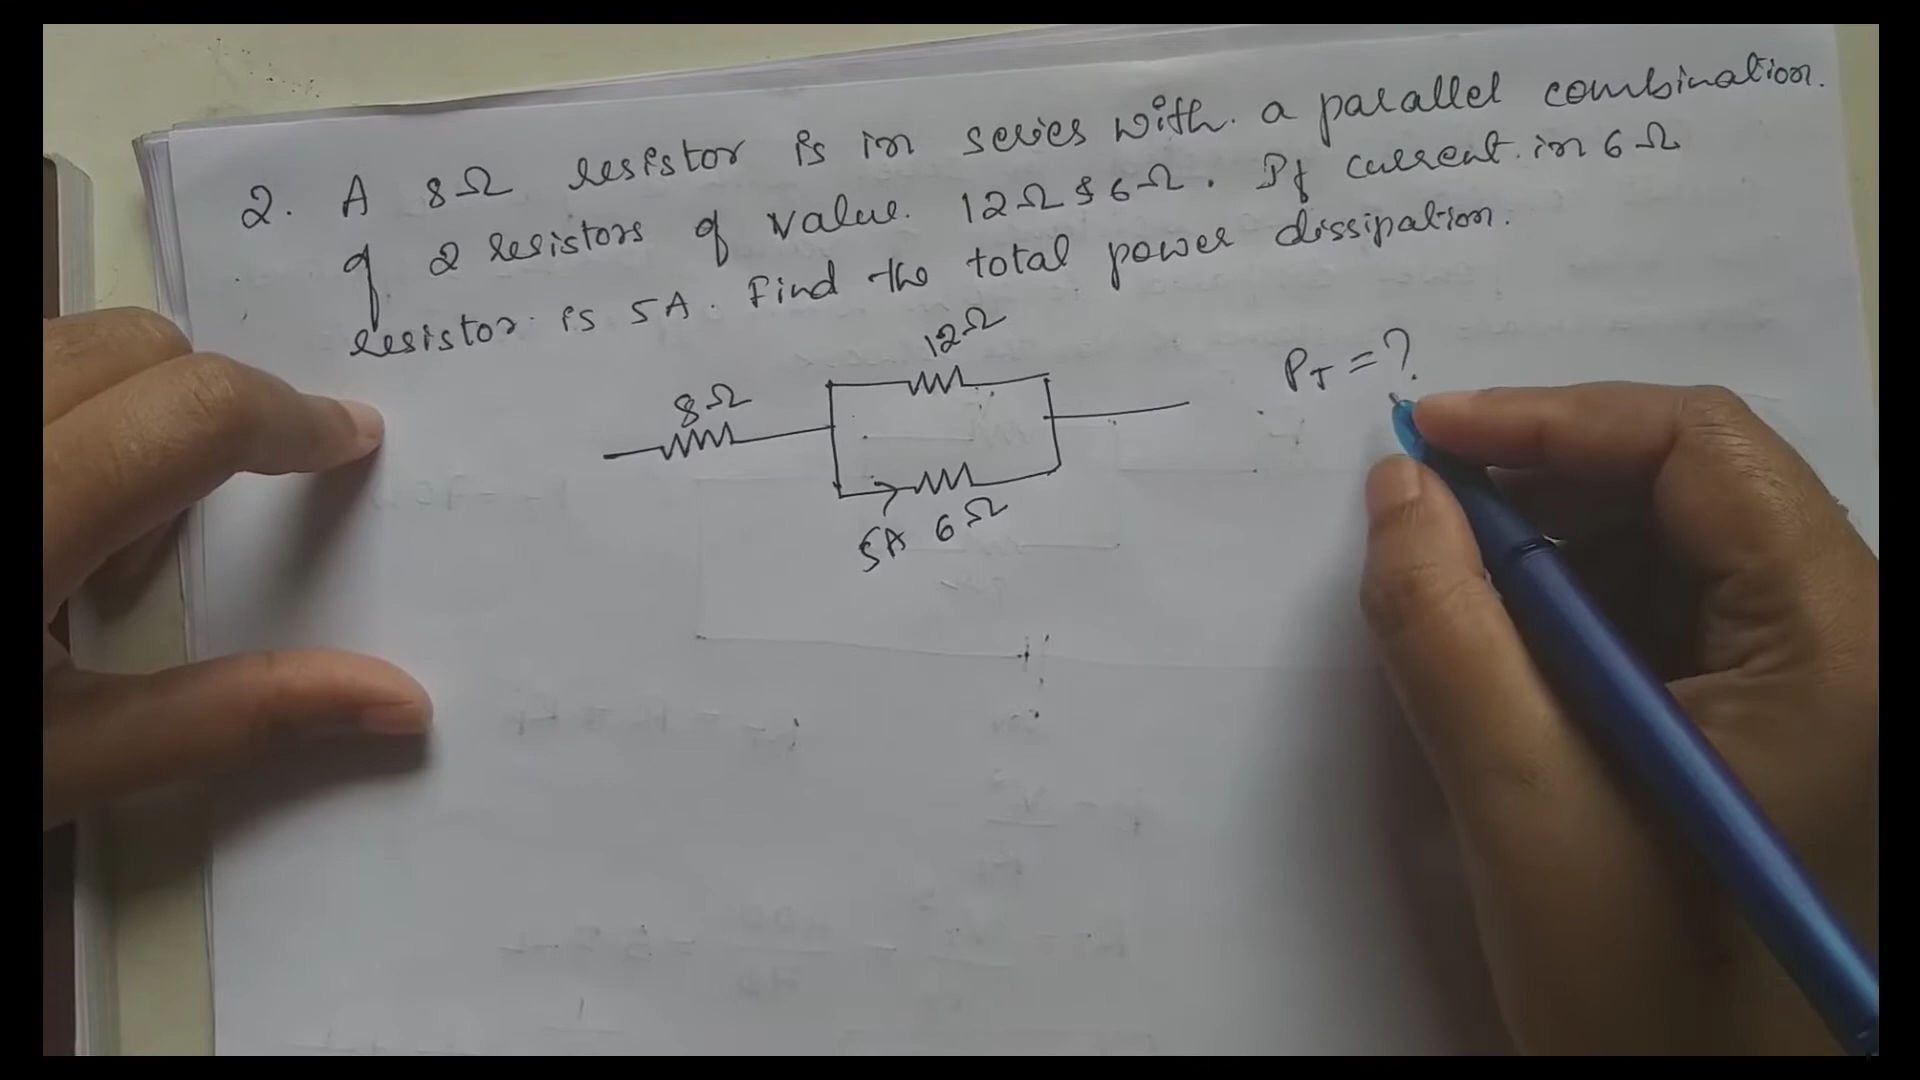 2. A 8Ω resistor is in series with a parallel combination.
of 2 resistors of value 12Ω & 6Ω. If current in 6Ω
resistor is 5A. Find the total power dissipation.
12Ω
8Ω
P_T = ?
5A 6Ω